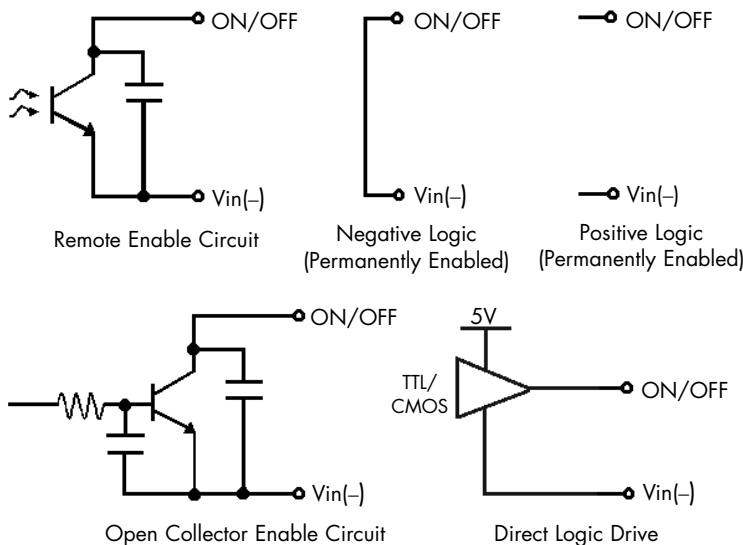 ON/OFF
Vin(–)
Remote Enable Circuit
ON/OFF
Vin(–)
Negative Logic
(Permanently Enabled)
ON/OFF
Vin(–)
Positive Logic
(Permanently Enabled)
ON/OFF
Vin(–)
Open Collector Enable Circuit
5V
TTL/
CMOS
ON/OFF
Vin(–)
Direct Logic Drive